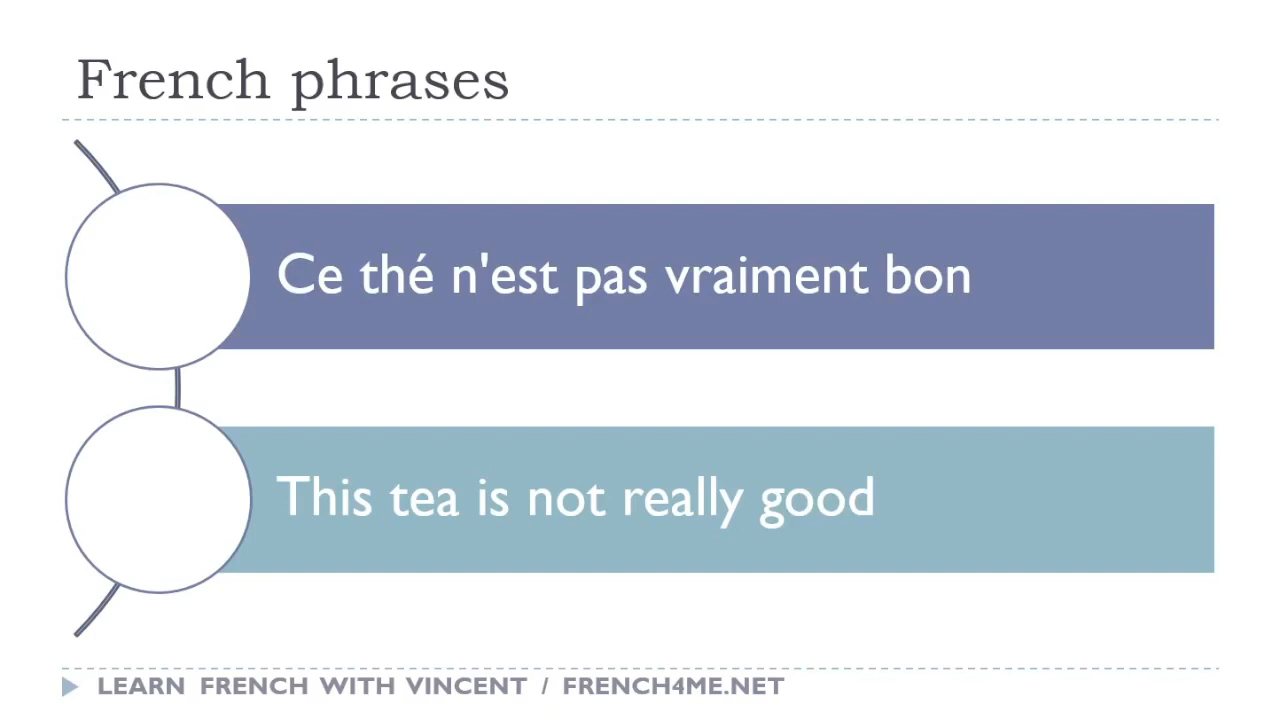 French phrases
Ce thé n'est pas vraiment bon
This tea is not really good
LEARN FRENCH WITH VINCENT / FRENCH4ME.NET